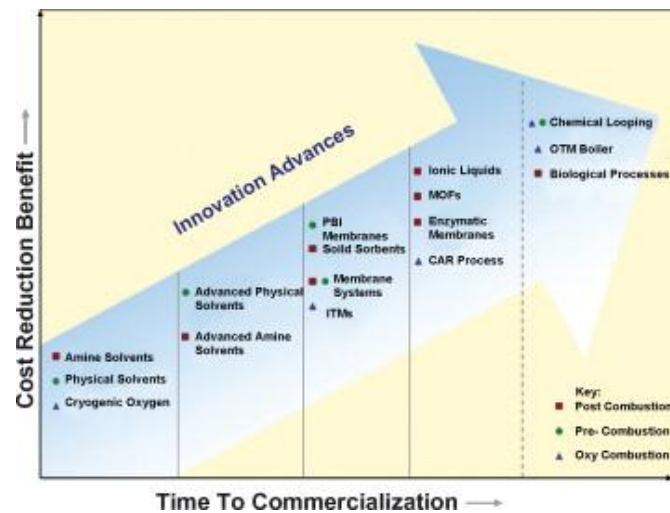 Cost Reduction Benefit
Innovation Advances
Amine Solvents
Physical Solvents
Cryogenic Oxygen
Advanced Physical
Solvents
Advanced Amine
Solvents
PBI
Membranes
Soild Sorbents
Membrane
Systems
ITMs
Ionic Liquids
MOFs
Enzymatic
Membranes
CAR Process
Chemical Looping
OTM Boiler
Biological Processes
Key:
Post Combustion
Pre- Combustion
Oxy Combustion
Time To Commercialization